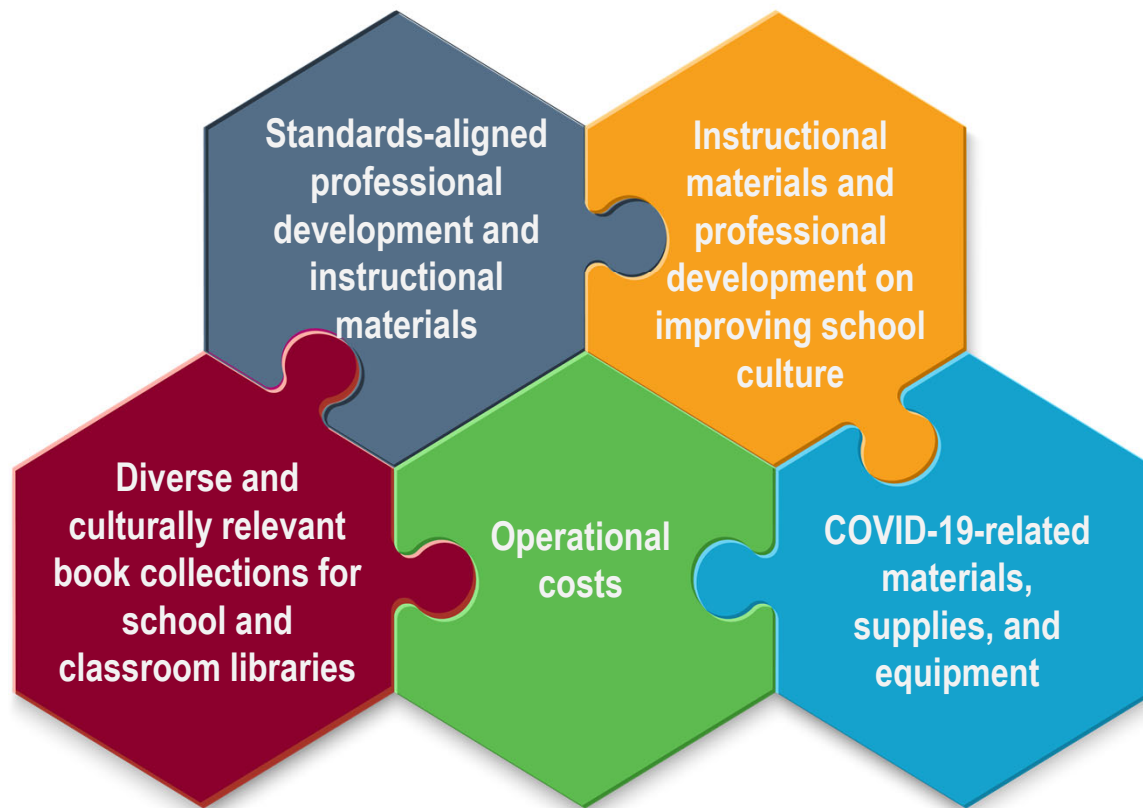 Standards-aligned
professional
development and
instructional
materials
Instructional
materials and
professional
development on
improving school
culture
Diverse and
culturally relevant
book collections for
school and
classroom libraries
Operational
costs
COVID-19-related
materials,
supplies, and
equipment